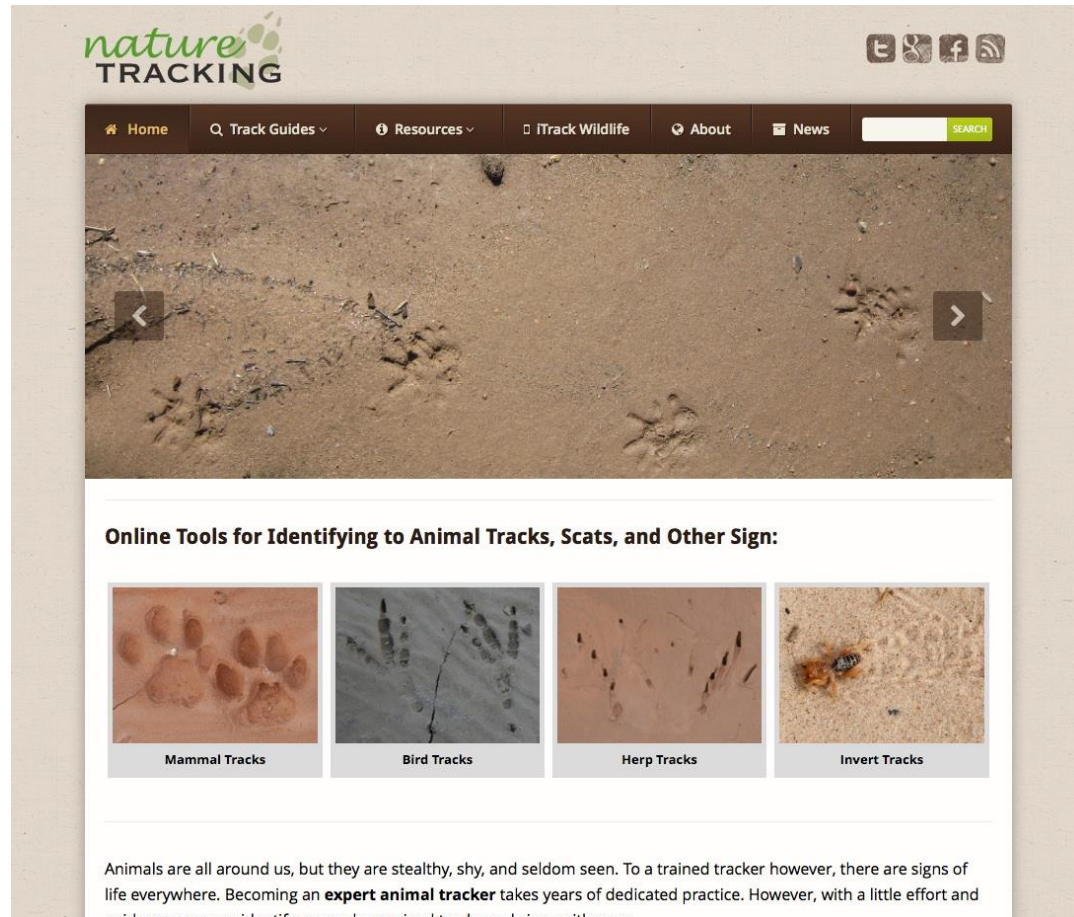 nature
TRACKING
Home Track Guides Resources iTrack Wildlife About News SEARCH
Online Tools for Identifying to Animal Tracks, Scats, and Other Sign:
Mammal Tracks Bird Tracks Herp Tracks Invert Tracks
Animals are all around us, but they are stealthy, shy, and seldom seen. To a trained tracker however, there are signs of
life everywhere. Becoming an expert animal tracker takes years of dedicated practice. However, with a little effort and